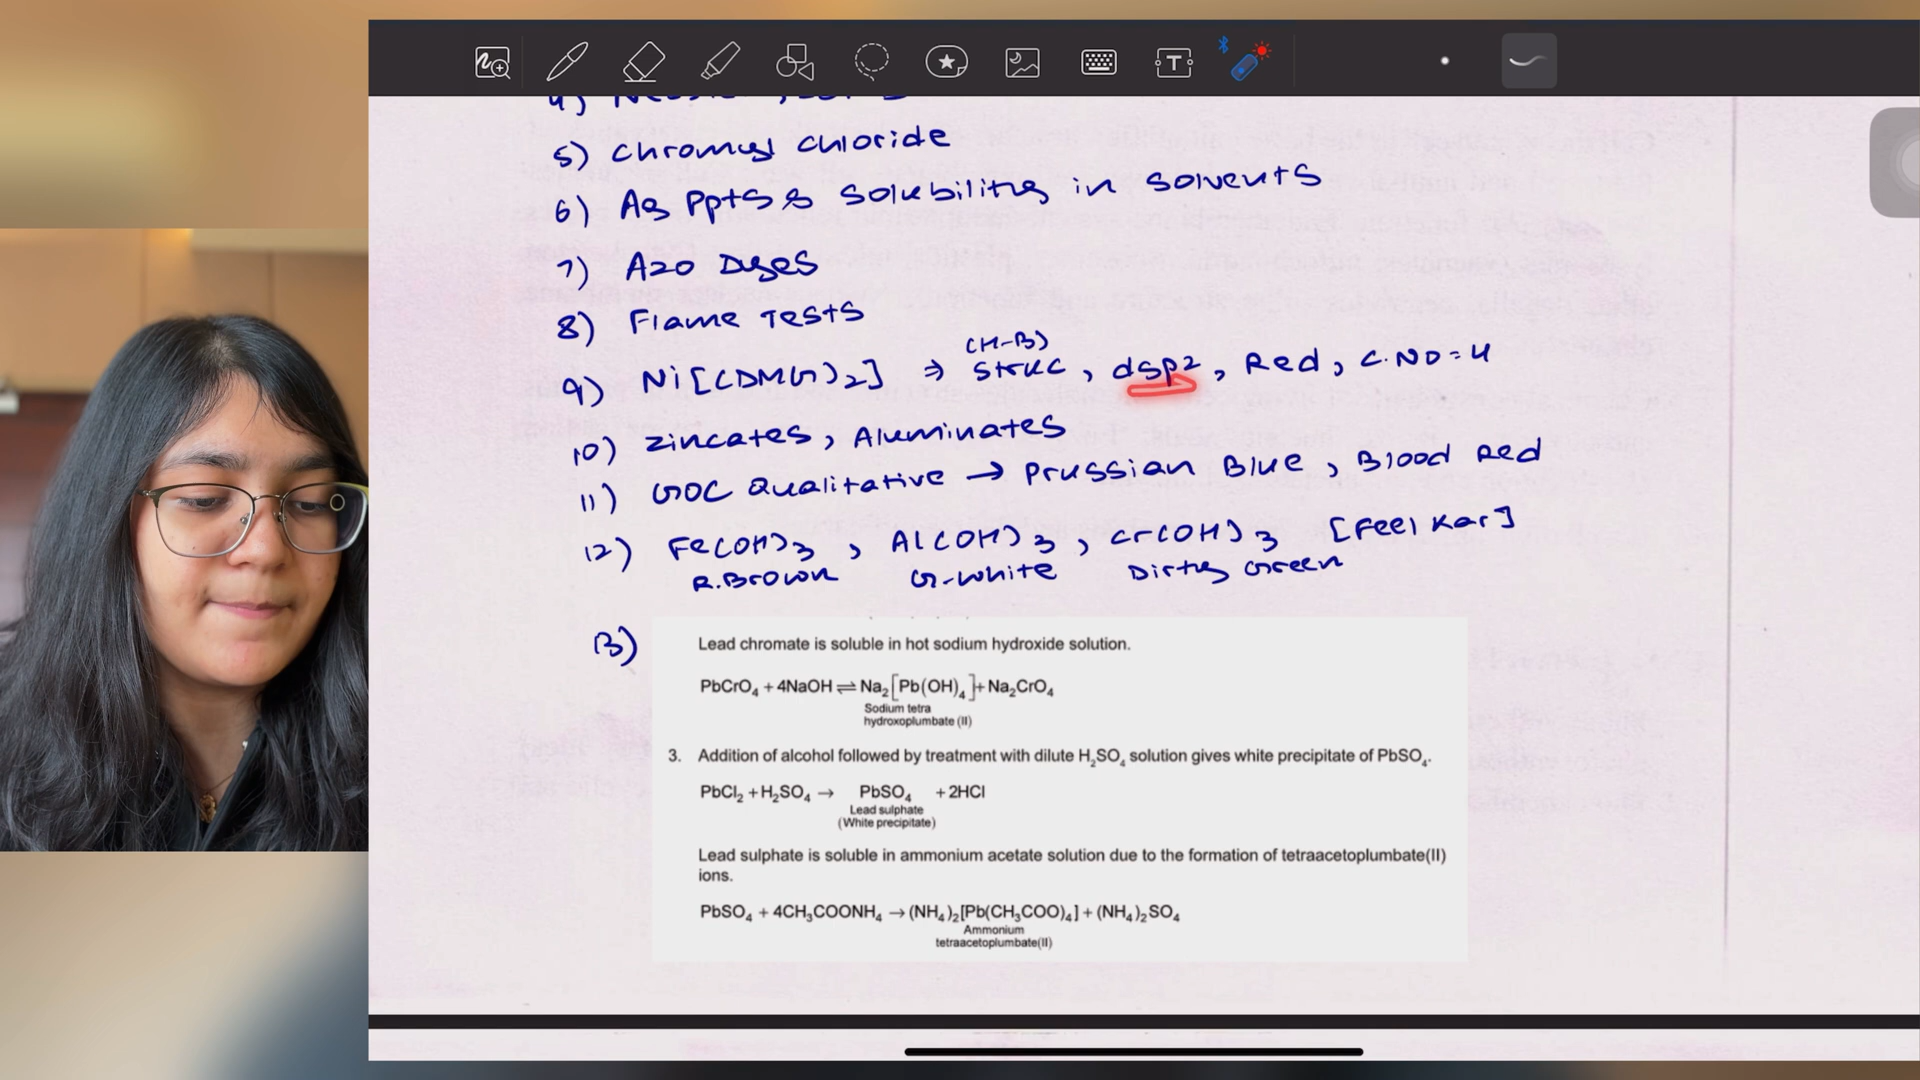 5) Chromyl Chloride
6) Ag Ppts & Solubility in solvents
7) Azo Dyes
8) Flame Tests
(H-B)
9) Ni[(DMG)2] ⇒ Struc, dsp2, Red, C.NO = 4
10) Zincates, Aluminates
11) GOC Qualitative → Prussian Blue, Blood Red
12) Fe(OH)3, Al(OH)3, Cr(OH)3 [Feel Kar]
R.Brown G-White Dirty Green
13)
Lead chromate is soluble in hot sodium hydroxide solution.
PbCrO4 + 4NaOH ⇌ Na2[Pb(OH)4] + Na2CrO4
Sodium tetra
hydroxoplumbate (II)
3. Addition of alcohol followed by treatment with dilute H2SO4 solution gives white precipitate of PbSO4.
PbCl2 + H2SO4 → PbSO4 + 2HCl
Lead sulphate
(White precipitate)
Lead sulphate is soluble in ammonium acetate solution due to the formation of tetraacetoplumbate(II)
ions.
PbSO4 + 4CH3COONH4 → (NH4)2[Pb(CH3COO)4] + (NH4)2SO4
Ammonium
tetraacetoplumbate(II)